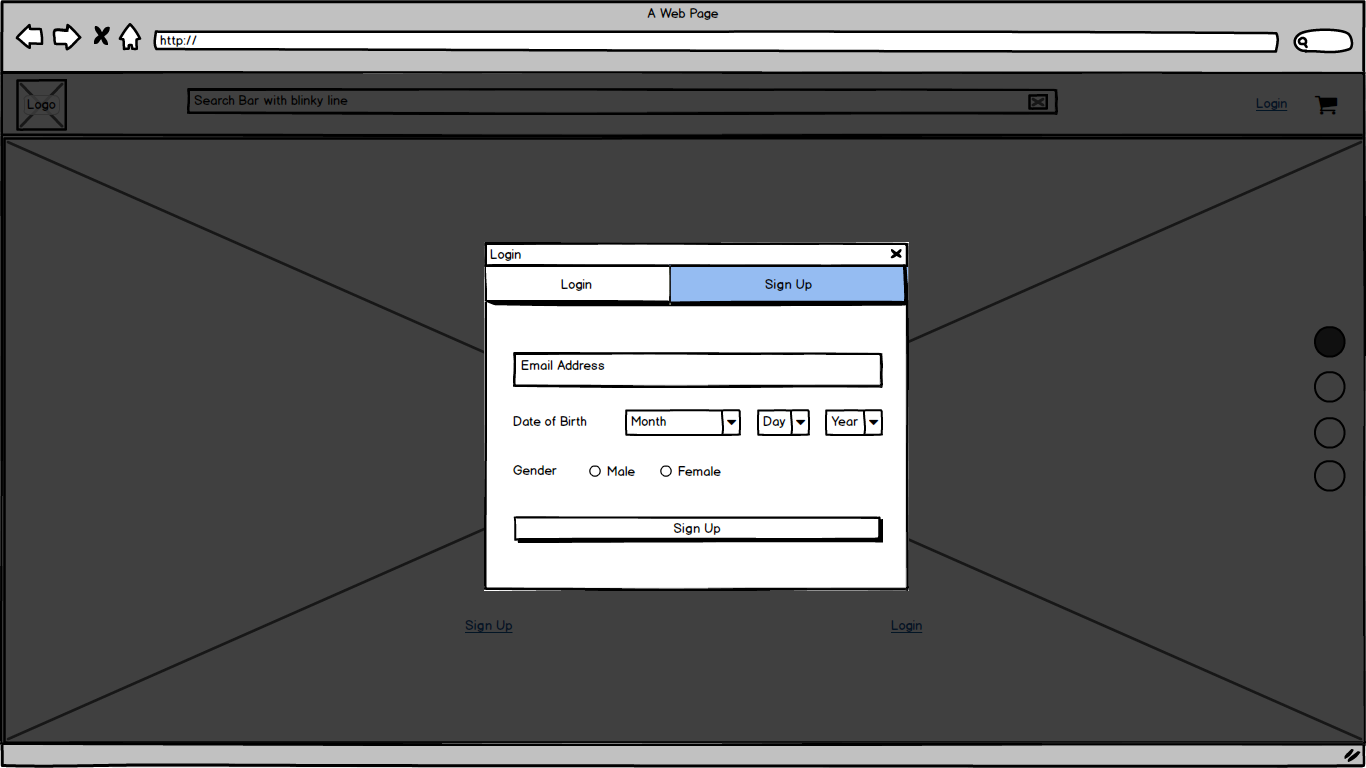 A Web Page
http://
Logo
Search Bar with blinky line
Login
Login
Login
Sign Up
Email Address
Date of Birth
Month
Day
Year
Gender
Male
Female
Sign Up
Sign Up
Login